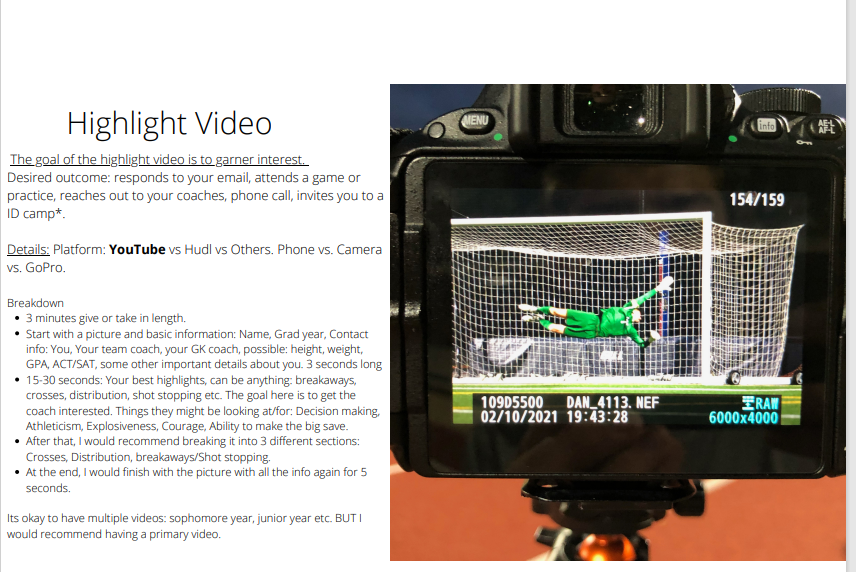 Highlight Video
The goal of the highlight video is to garner interest.
Desired outcome: responds to your email, attends a game or
practice, reaches out to your coaches, phone call, invites you to a
ID camp*.
Details: Platform: YouTube vs Hudl vs Others. Phone vs. Camera
vs. GoPro.
Breakdown
• 3 minutes give or take in length.
• Start with a picture and basic information: Name, Grad year, Contact
info: You, Your team coach, your GK coach, possible: height, weight,
GPA, ACT/SAT, some other important details about you. 3 seconds long
• 15-30 seconds: Your best highlights, can be anything: breakaways,
crosses, distribution, shot stopping etc. The goal here is to get the
coach interested. Things they might be looking at/for: Decision making,
Athleticism, Explosiveness, Courage, Ability to make the big save.
• After that, I would recommend breaking it into 3 different sections:
Crosses, Distribution, breakaways/Shot stopping.
• At the end, I would finish with the picture with all the info again for 5
seconds.
Its okay to have multiple videos: sophomore year, junior year etc. BUT I
would recommend having a primary video.
MENU
info
AE-L
AF-L
154/159
109D5500 DAN_4113.NEF
RAW
02/10/2021 19:43:28
6000x4000